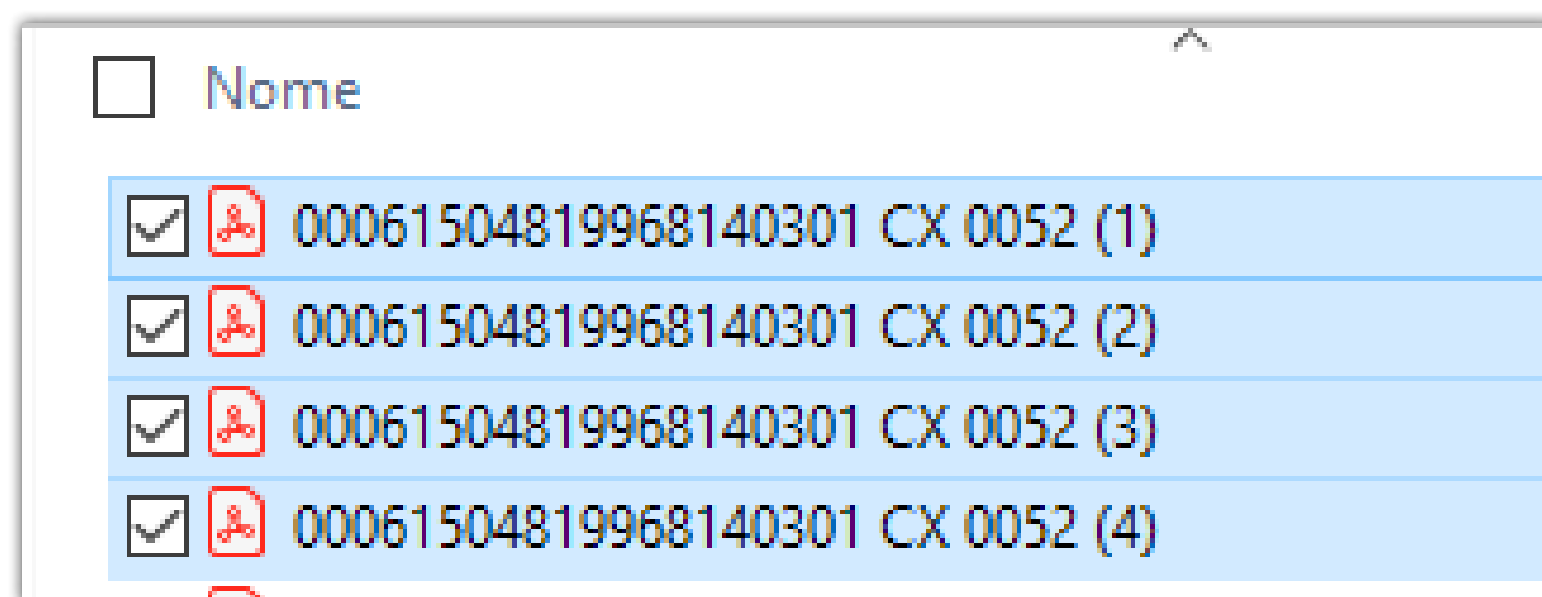 Nome
00061504819968140301 CX 0052 (1)
00061504819968140301 CX 0052 (2)
00061504819968140301 CX 0052 (3)
00061504819968140301 CX 0052 (4)